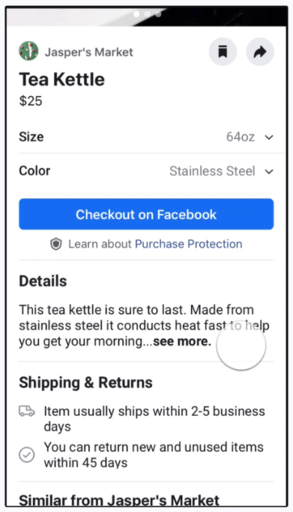 Jasper's Market
Tea Kettle
$25
Size 64oz
Color Stainless Steel
Checkout on Facebook
Learn about Purchase Protection
Details
This tea kettle is sure to last. Made from
stainless steel it conducts heat fast to help
you get your morning...see more.
Shipping & Returns
Item usually ships within 2-5 business
days
You can return new and unused items
within 45 days
Similar from Jasper's Market